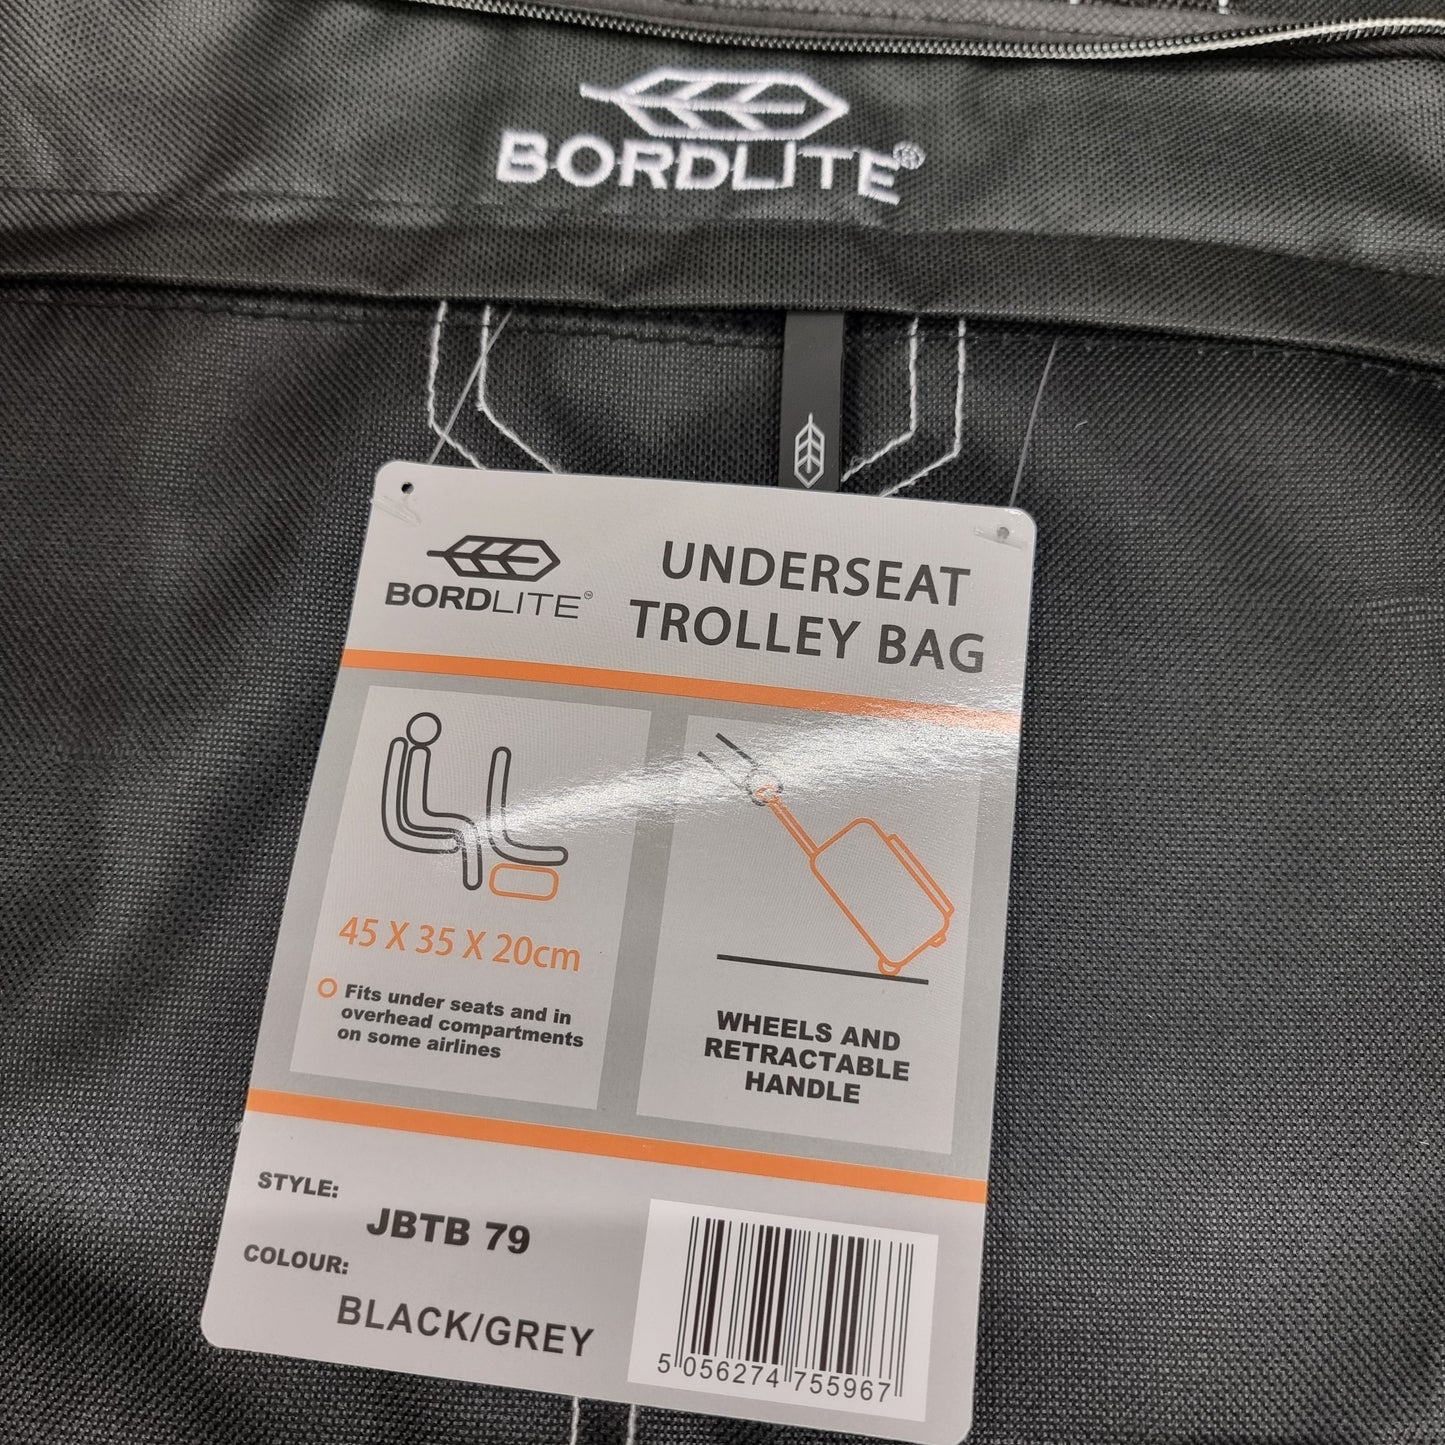 BORDLITE®
BORDLITE™
UNDERSEAT
TROLLEY BAG
45 X 35 X 20cm
Fits under seats and in
overhead compartments
on some airlines
WHEELS AND
RETRACTABLE
HANDLE
STYLE:
JBTB 79
COLOUR:
BLACK/GREY
5 056274 755967